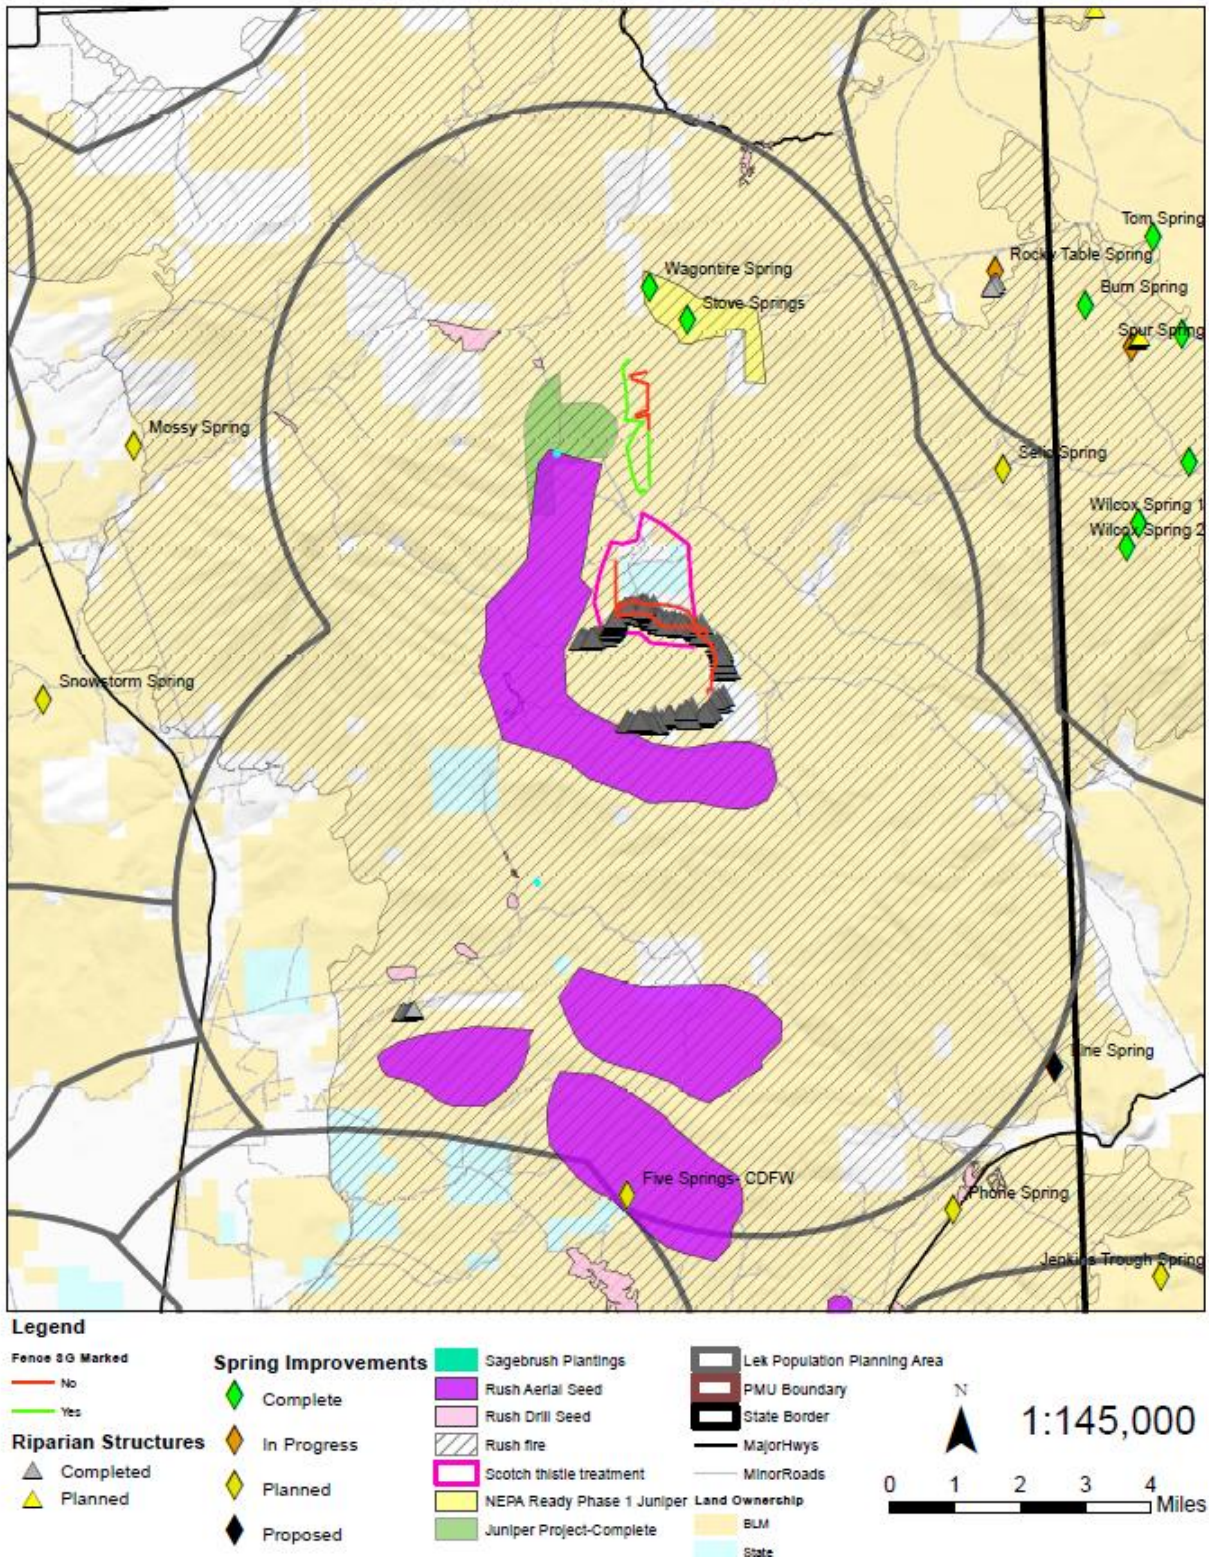 Tom Spring
Rocky Table Spring
Wagontire Spring
Burn Spring
Stove Springs
Spur Spring
Mossy Spring
Selic Spring
Wilcox Spring 1
Wilcox Spring 2
Snowstorm Spring
Line Spring
Five Springs- CDFW
Phone Spring
Jenkins Trough Spring
Legend
Fence SG Marked
No
Yes
Riparian Structures
Completed
Planned
Spring Improvements
Complete
In Progress
Planned
Proposed
Sagebrush Plantings
Rush Aerial Seed
Rush Drill Seed
Rush fire
Scotch thistle treatment
NEPA Ready Phase 1 Juniper
Juniper Project-Complete
Lek Population Planning Area
PMU Boundary
State Border
MajorHwys
MinorRoads
Land Ownership
BLM
State
N
1:145,000
0 1 2 3 4
Miles